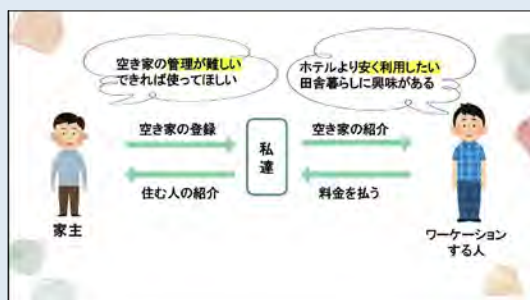 空き家の管理が難しい
できれば使ってほしい
ホテルより安く利用したい
田舎暮らしに興味がある
空き家の登録
住む人の紹介
私
達
空き家の紹介
料金を払う
家主
ワーケーション
する人